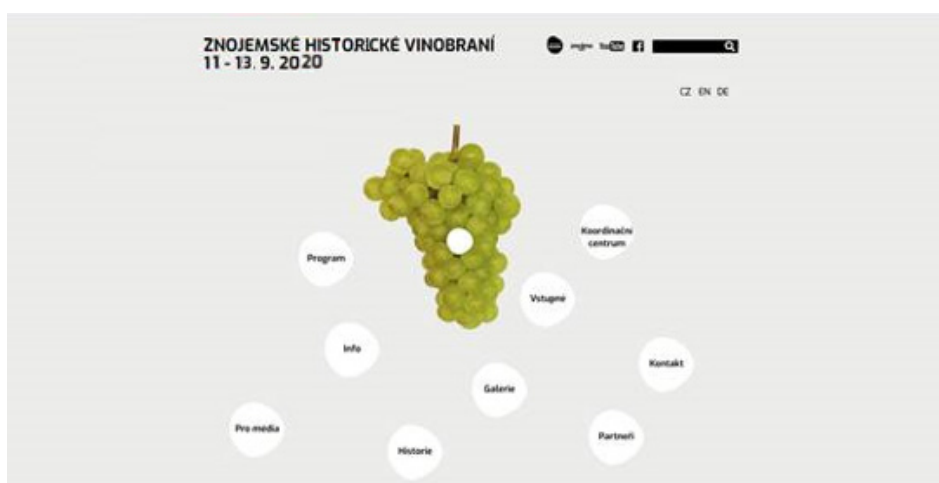 ZNOJEMSKÉ HISTORICKÉ VINOBRANÍ
11 - 13. 9. 2020
CZ EN DE
Koordinační
centrum
Program
Vstupné
Info
Kontakt
Galerie
Pro média
Partneři
Historie